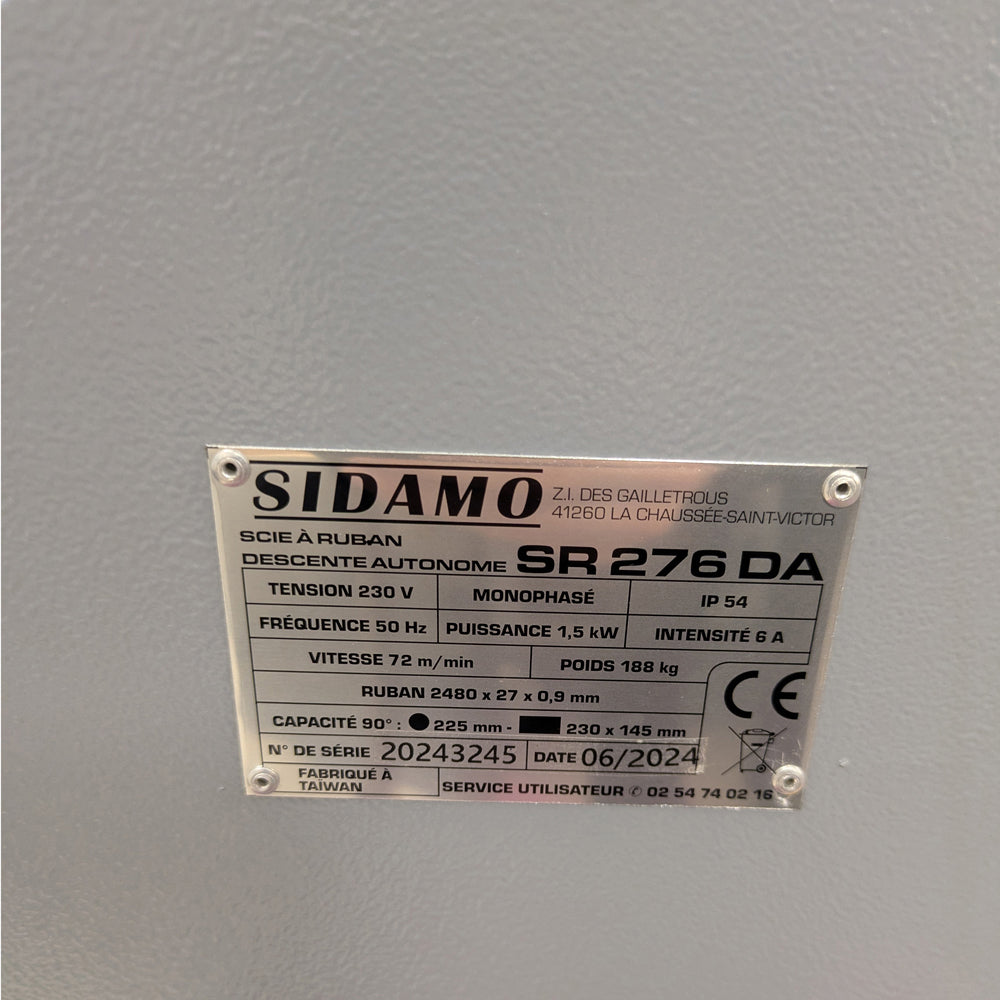 SIDAMO
Z.I. DES GAILLETROUS
41260 LA CHAUSSÉE-SAINT-VICTOR
SCIE À RUBAN
DESCENTE AUTONOME SR 276 DA
TENSION 230 V MONOPHASÉ IP 54
FRÉQUENCE 50 Hz PUISSANCE 1,5 kW INTENSITÉ 6 A
VITESSE 72 m/min POIDS 188 kg
RUBAN 2480 x 27 x 0,9 mm
CE
CAPACITÉ 90° : 225 mm - 230 x 145 mm
N° DE SÉRIE 20243245 DATE 06/2024
FABRIQUÉ À
TAÏWAN
SERVICE UTILISATEUR ✆ 02 54 74 02 16